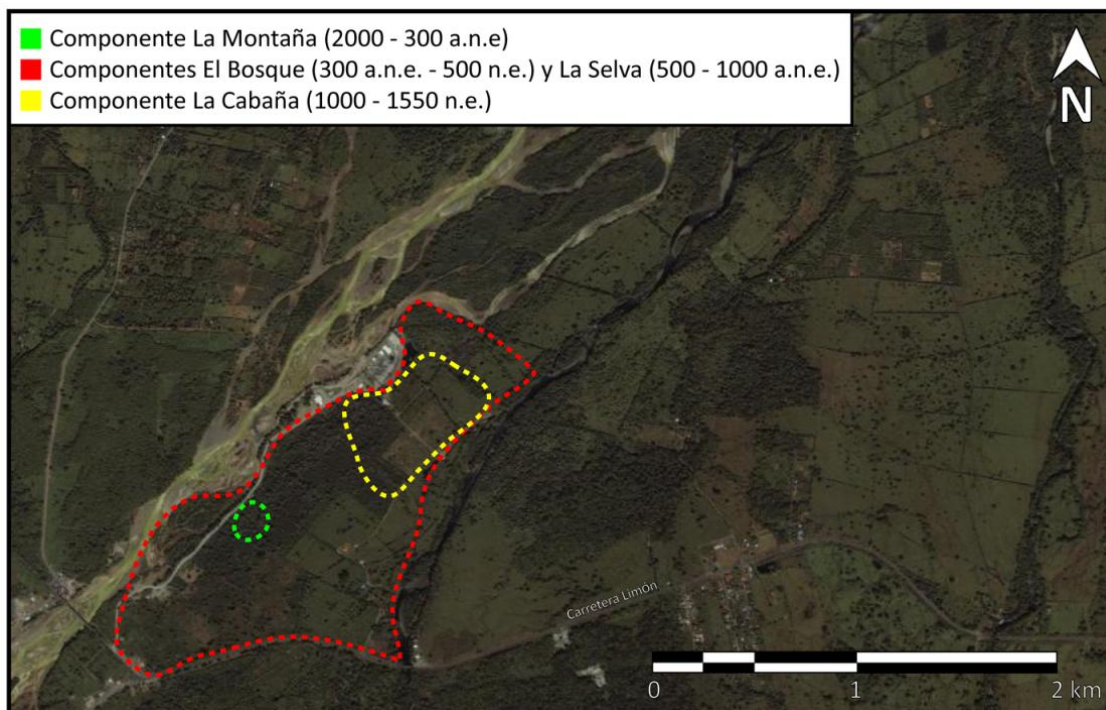 Componente La Montaña (2000 - 300 a.n.e)
Componentes El Bosque (300 a.n.e. - 500 n.e.) y La Selva (500 - 1000 a.n.e.)
Componente La Cabaña (1000 - 1550 n.e.)
N
Carretera Limón
0 1 2 km